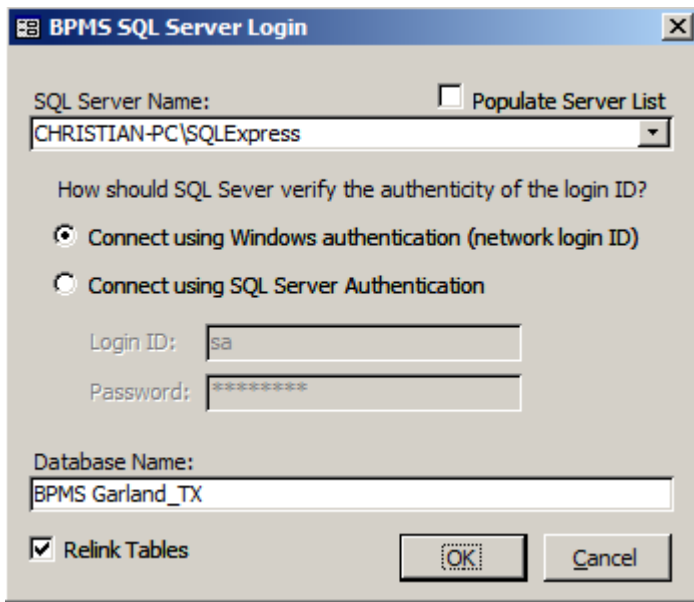 BPMS SQL Server Login
SQL Server Name:
Populate Server List
CHRISTIAN-PC\SQLExpress
How should SQL Sever verify the authenticity of the login ID?
Connect using Windows authentication (network login ID)
Connect using SQL Server Authentication
Login ID:
sa
Password:
********
Database Name:
BPMS Garland_TX
Relink Tables
OK
Cancel